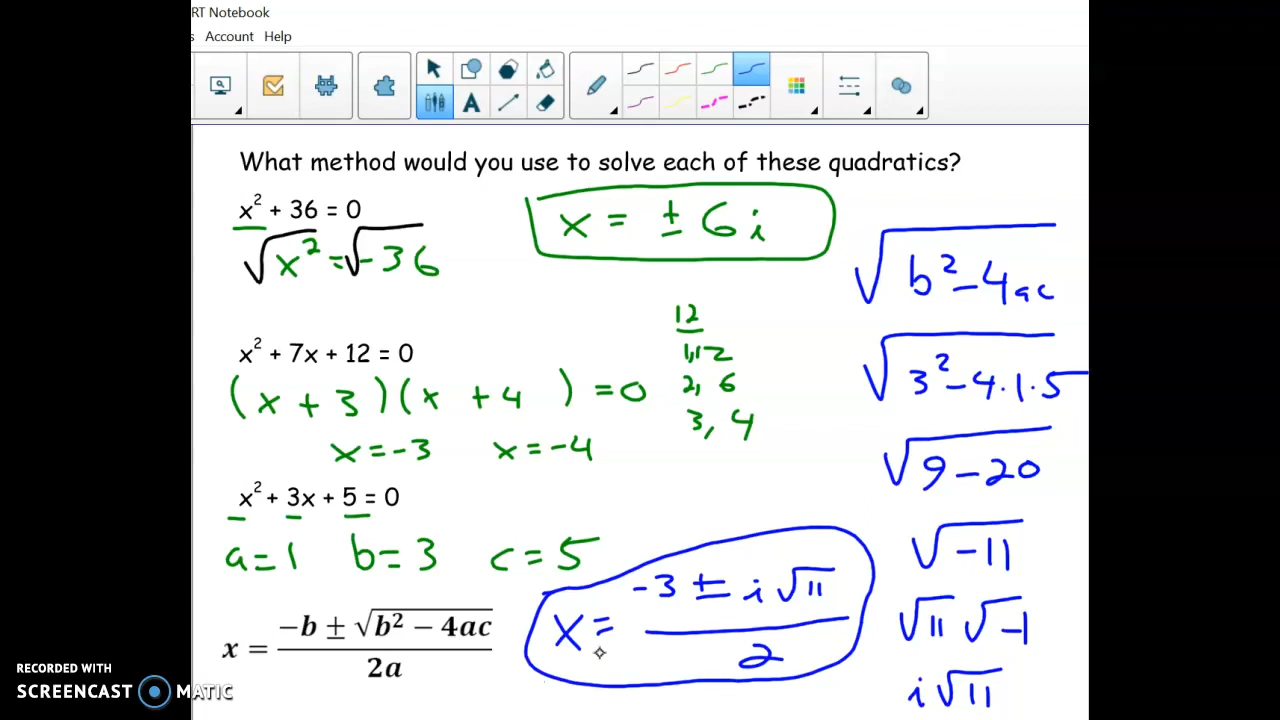 RT Notebook
s Account Help
What method would you use to solve each of these quadratics?
x² + 36 = 0
√x² = √-36
x = ± 6i
x² + 7x + 12 = 0
(x + 3)(x + 4) = 0
x = -3 x = -4
12
1, 12
2, 6
3, 4
x² + 3x + 5 = 0
a = 1 b = 3 c = 5
x = (-b ± √(b² - 4ac)) / 2a
x = (-3 ± i√11) / 2
√(b² - 4ac)
√(3² - 4·1·5)
√(9 - 20)
√-11
√11 √-1
i√11
RECORDED WITH
SCREENCAST MATIC